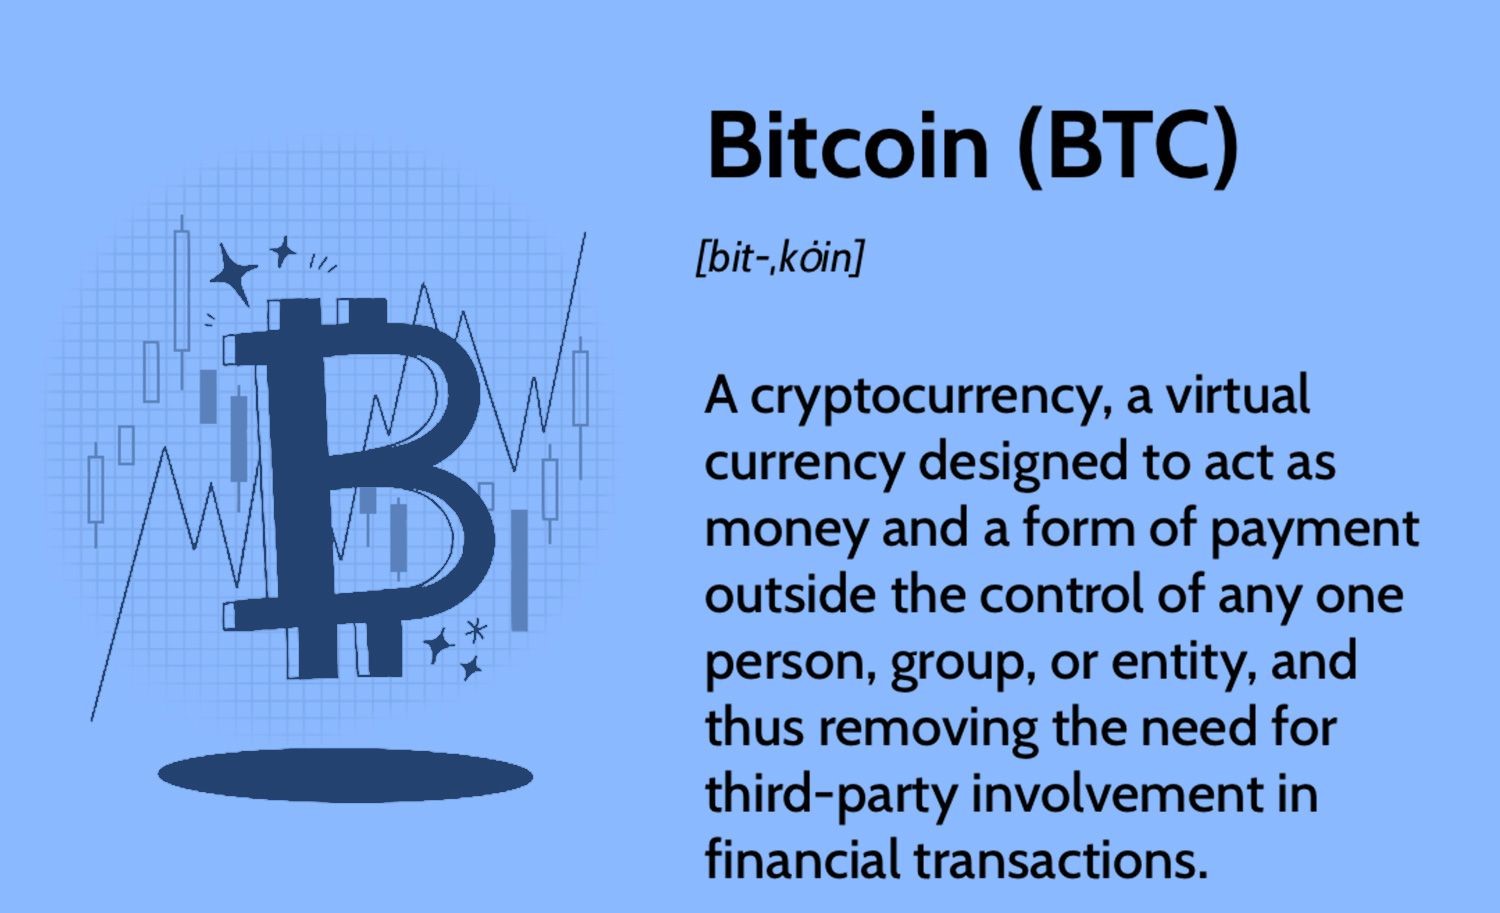 Bitcoin (BTC)
[bit-ˌkȯin]
A cryptocurrency, a virtual
currency designed to act as
money and a form of payment
outside the control of any one
person, group, or entity, and
thus removing the need for
third-party involvement in
financial transactions.